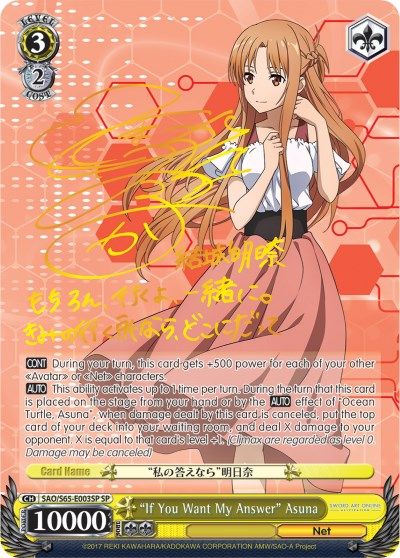 LEVEL
3
2
COST
結城明奈
もちろん、行くよ、一緒に。
きみの行く所なら、どこにだって
CONT During your turn, this card gets +500 power for each of your other
«Avatar» or «Net» characters.
AUTO This ability activates up to 1 time per turn. During the turn that this card
is placed on the stage from your hand or by the AUTO effect of "Ocean
Turtle, Asuna", when damage dealt by this card is canceled, put the top
card of your deck into your waiting room, and deal X damage to your
opponent. X is equal to that card's level +1. (Climax are regarded as level 0.
Damage may be canceled)
Card Name
“私の答えなら”明日奈
CH SAO/S65-E003SP SP
“If You Want My Answer” Asuna
POWER
10000
SOUL
SWORD ART ONLINE
Net
©2017 REKI KAWAHARA/KADOKAWA CORPORATION AMW/SAO-A Project